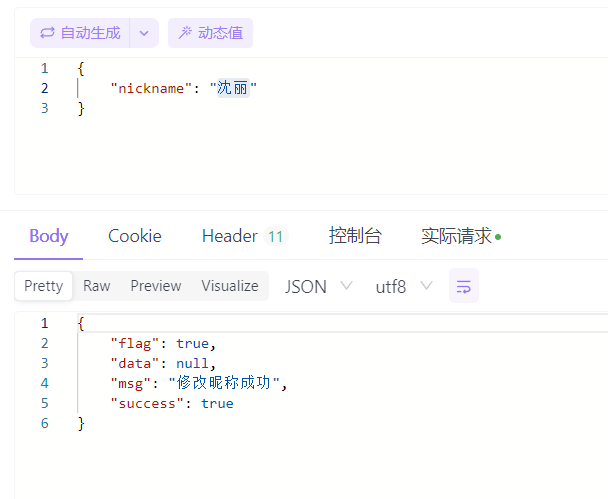 自动生成 动态值
1 {
2 "nickname": "沈丽"
3 }
Body Cookie Header 11 控制台 实际请求
Pretty Raw Preview Visualize JSON utf8
1 {
2 "flag": true,
3 "data": null,
4 "msg": "修改昵称成功",
5 "success": true
6 }